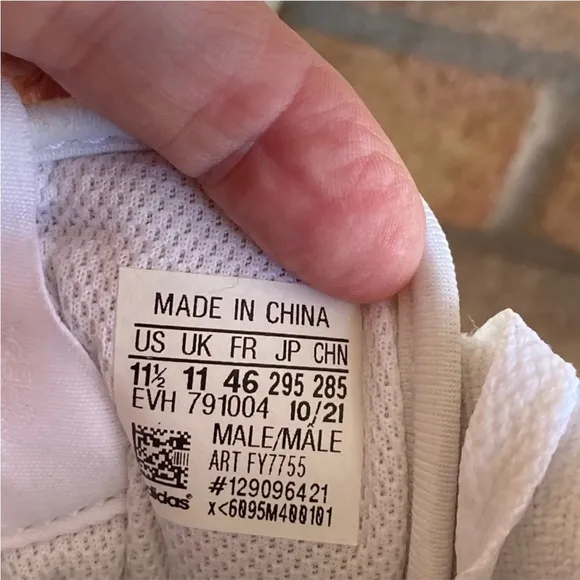 MADE IN CHINA
US UK FR JP CHN
11½ 11 46 295 285
EVH 791004 10/21
MALE/MÂLE
ART FY7755
#129096421
adidas®
x<6095M400101